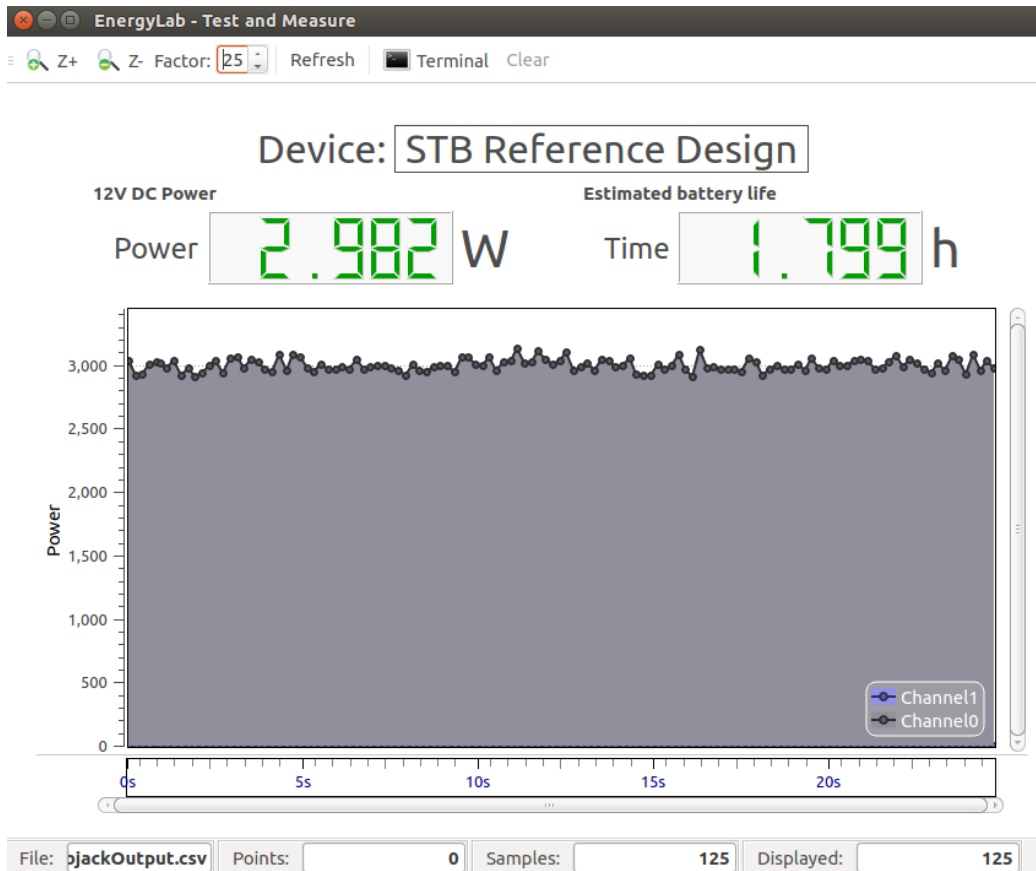 EnergyLab - Test and Measure
Z+ Z- Factor: 25 Refresh Terminal Clear
Device: STB Reference Design
12V DC Power
Estimated battery life
Power 2.982 W
Time 1.799 h
Power
3,000
2,500
2,000
1,500
1,000
500
0
Channel1
Channel0
0s 5s 10s 15s 20s
File: ojackOutput.csv Points: 0 Samples: 125 Displayed: 125